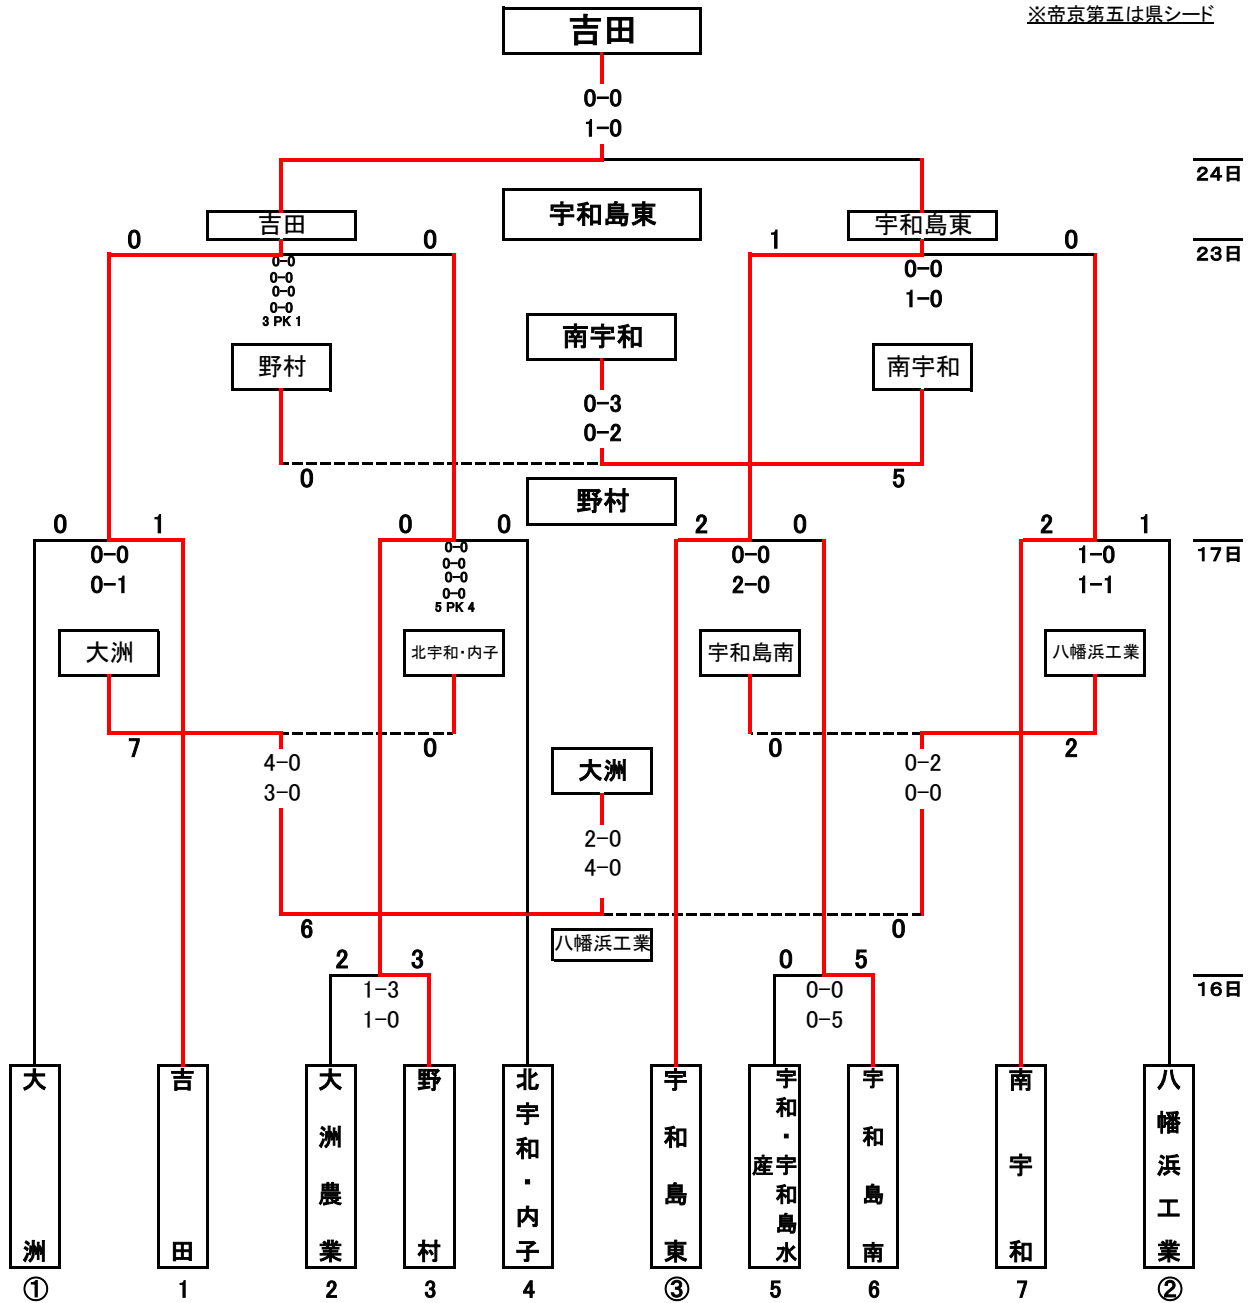 ※帝京第五は県シード
吉田
0-0
1-0
24日
宇和島東
吉田
宇和島東
0
0
1
0
23日
0-0
0-0
0-0
0-0
3 PK 1
0-0
1-0
南宇和
野村
南宇和
0-3
0-2
0
5
野村
0
1
0
0
2
0
2
1
17日
0-0
0-1
0-0
0-0
0-0
0-0
5 PK 4
0-0
2-0
1-0
1-1
大洲
北宇和・内子
宇和島南
八幡浜工業
7
0
0
2
4-0
3-0
大洲
0-2
0-0
2-0
4-0
6
0
八幡浜工業
2
3
0
5
16日
1-3
1-0
0-0
0-5
大洲
吉田
大洲農業
野村
北宇和・内子
宇和島東
宇和・宇和島水
産
宇和島南
南宇和
八幡浜工業
①
1
2
3
4
③
5
6
7
②